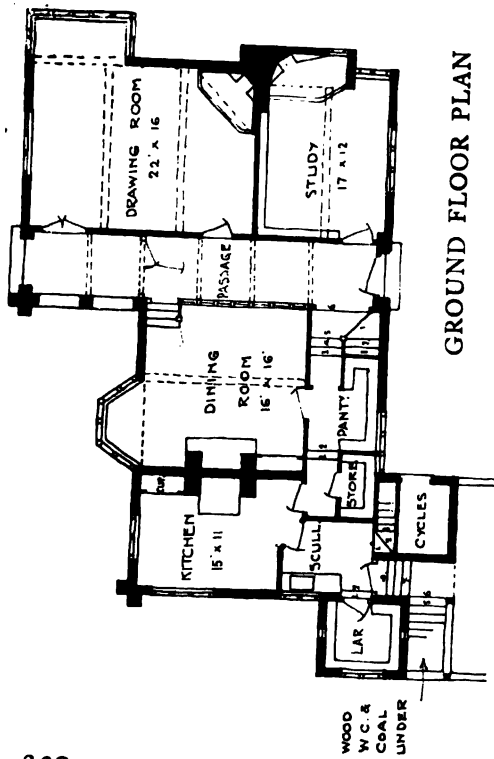 DRAWING ROOM
22' x 16
STUDY
17 x 12
PASSAGE
DINING
ROOM
16' x 16'
PANTY.
STORE
KITCHEN
15' x 11
CUP.
SCULL
LAR
CYCLES
WOOD
W C. &
COAL
UNDER
GROUND FLOOR PLAN